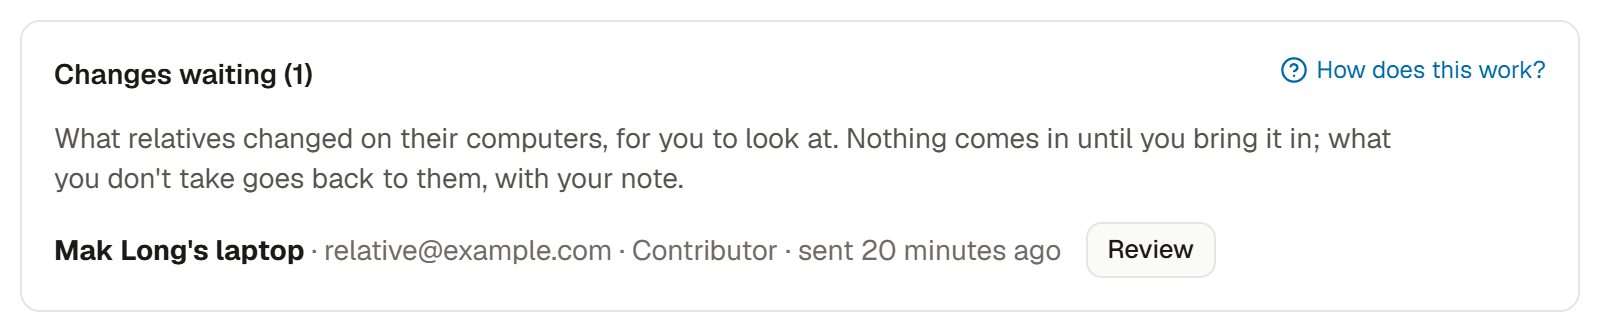 Changes waiting (1)
How does this work?
What relatives changed on their computers, for you to look at. Nothing comes in until you bring it in; what
you don't take goes back to them, with your note.
Mak Long's laptop · relative@example.com · Contributor · sent 20 minutes ago Review